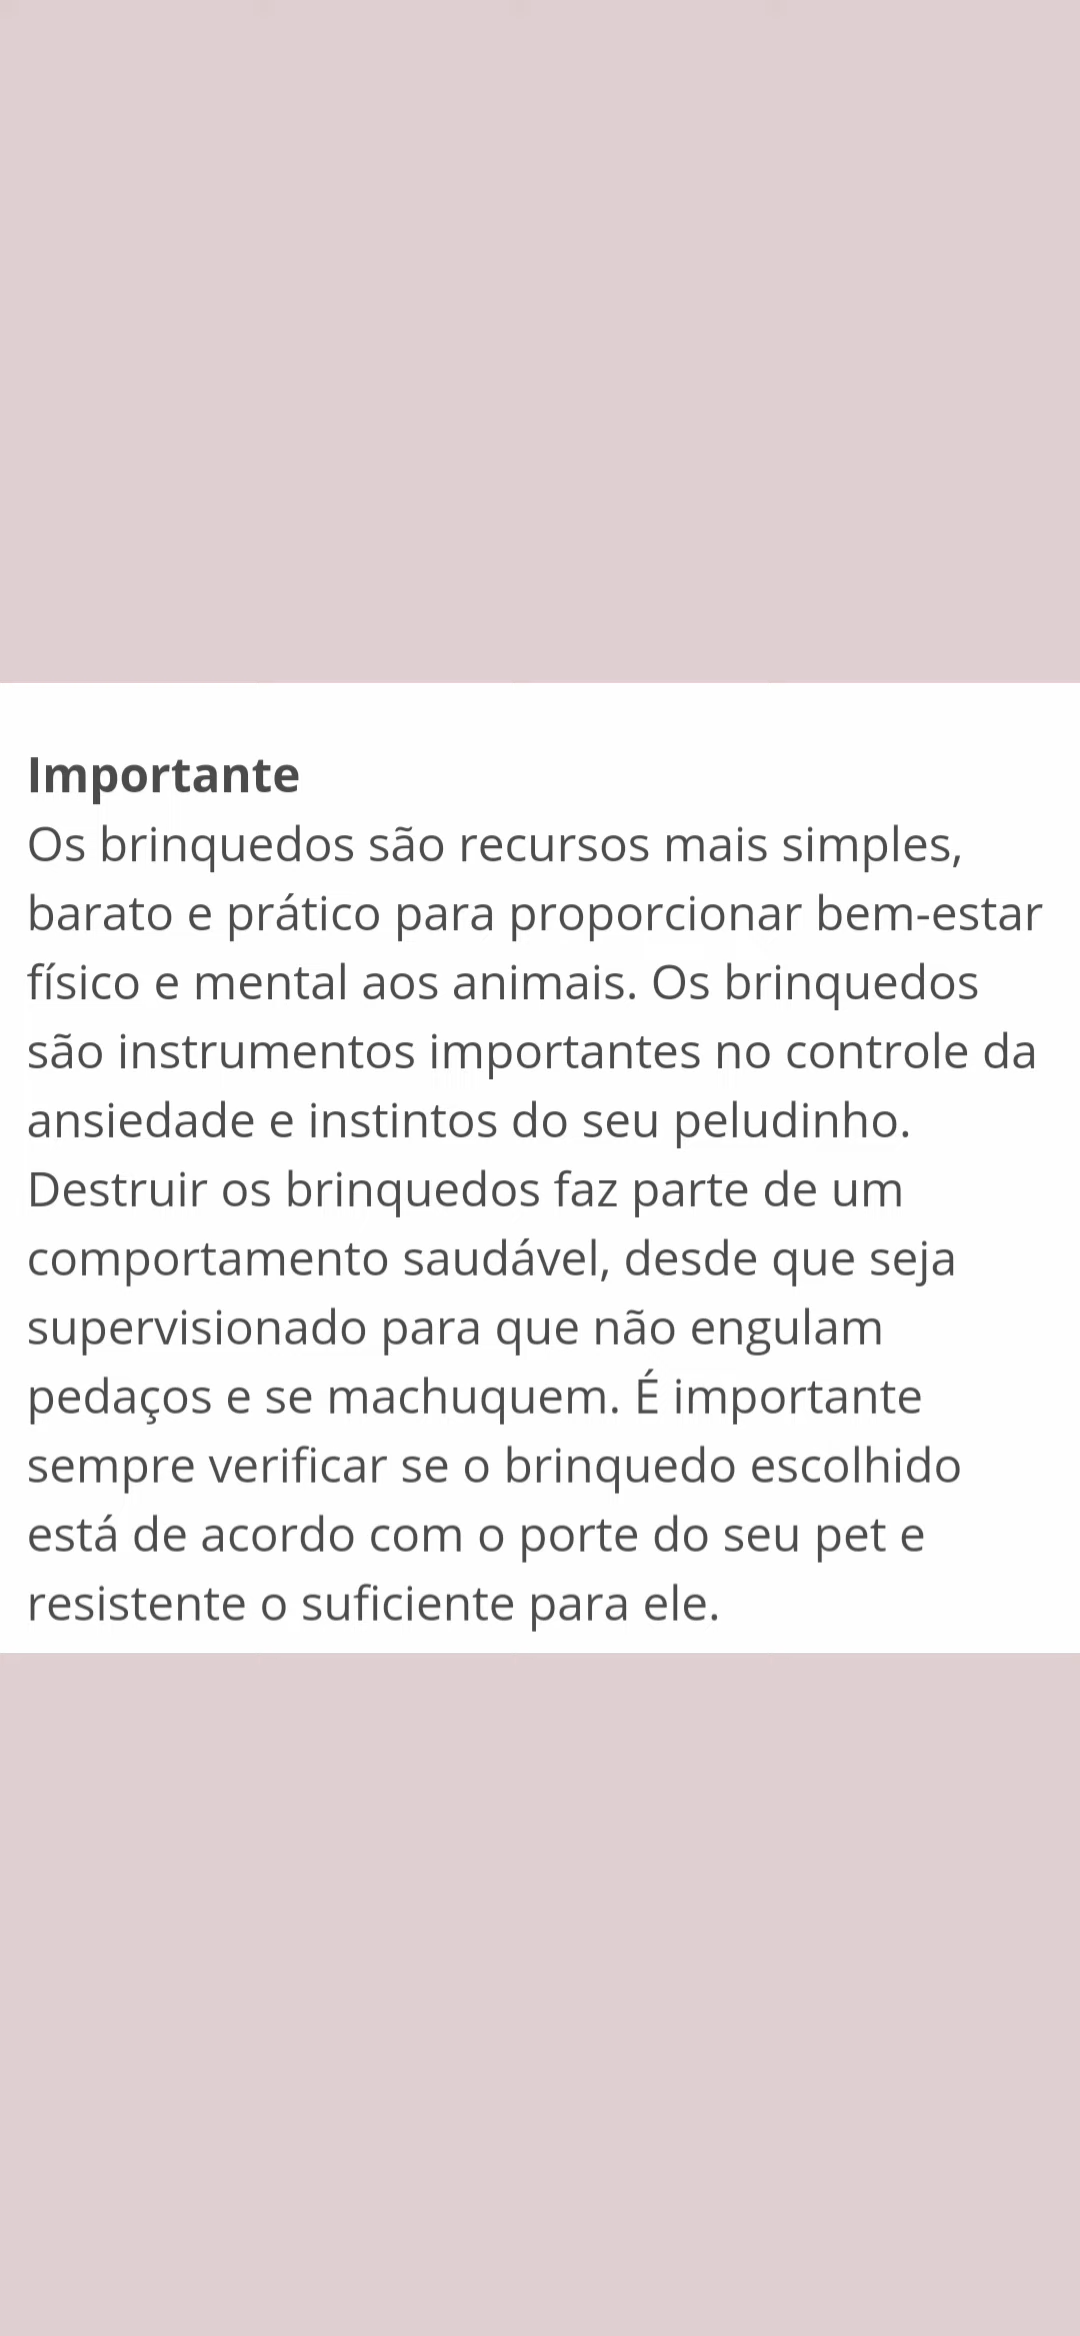 Importante
Os brinquedos são recursos mais simples,
barato e prático para proporcionar bem-estar
físico e mental aos animais. Os brinquedos
são instrumentos importantes no controle da
ansiedade e instintos do seu peludinho.
Destruir os brinquedos faz parte de um
comportamento saudável, desde que seja
supervisionado para que não engulam
pedaços e se machuquem. É importante
sempre verificar se o brinquedo escolhido
está de acordo com o porte do seu pet e
resistente o suficiente para ele.